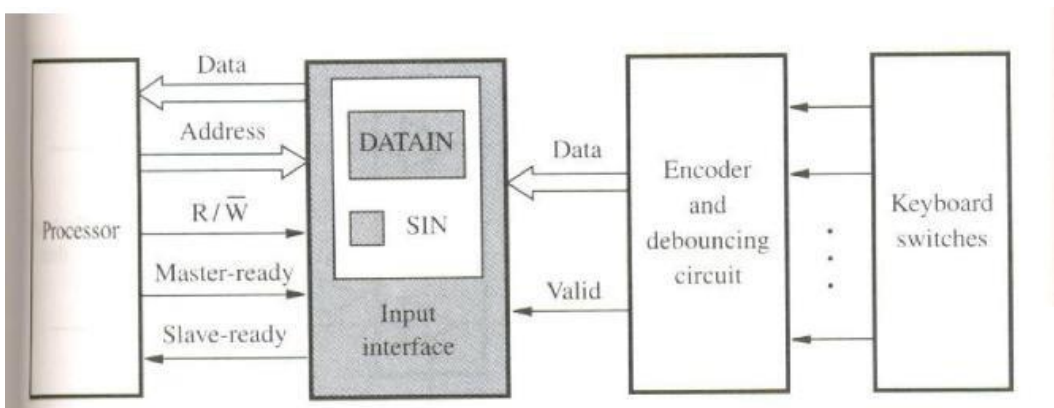 Data
Address
R / W̅
Master-ready
Slave-ready
Processor
DATAIN
SIN
Input
interface
Data
Valid
Encoder
and
debouncing
circuit
Keyboard
switches